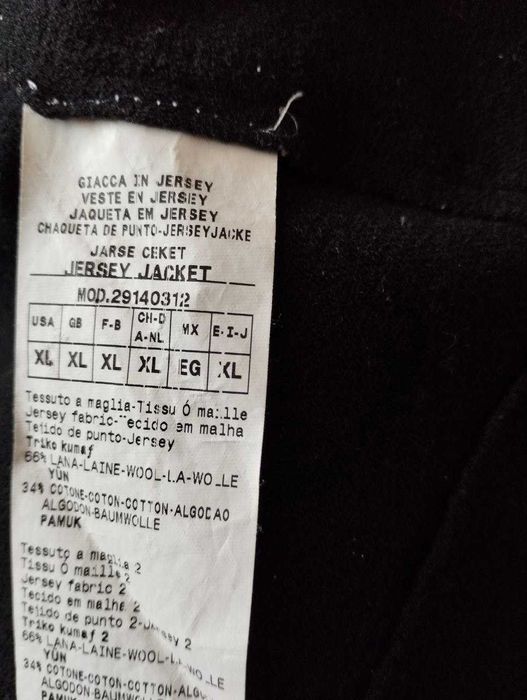 GIACCA IN JERSEY
VESTE EN JERSEY
JAQUETA EM JERSEY
CHAQUETA DE PUNTO-JERSEYJACKE
JARSE CEKET
JERSEY JACKET
MOD.29140312
USA GB F-B CH-D A-NL MX E-I-J
XL XL XL XL EG XL
Tessuto a maglia-Tissu Ó maille
Jersey fabric-Tecido em malha
Tejido de punto-Jersey
Triko kumaƒ
66% LANA-LAINE-WOOL-LA-WOLLE
YÜN
34% COTONE-COTON-COTTON-ALGODAO
ALGODON-BAUMWOLLE
PAMUK
Tessuto a maglia 2
Tissu Ó maille 2
Jersey fabric 2
Tecido em malha 2
Tejido de punto 2-Jersey 2
Triko kumaƒ 2
66% LANA-LAINE-WOOL-LA-WOLLE
YÜN
34% COTONE-COTON-COTTON-ALGODAO
ALGODON-BAUMWOLLE
PAMUK